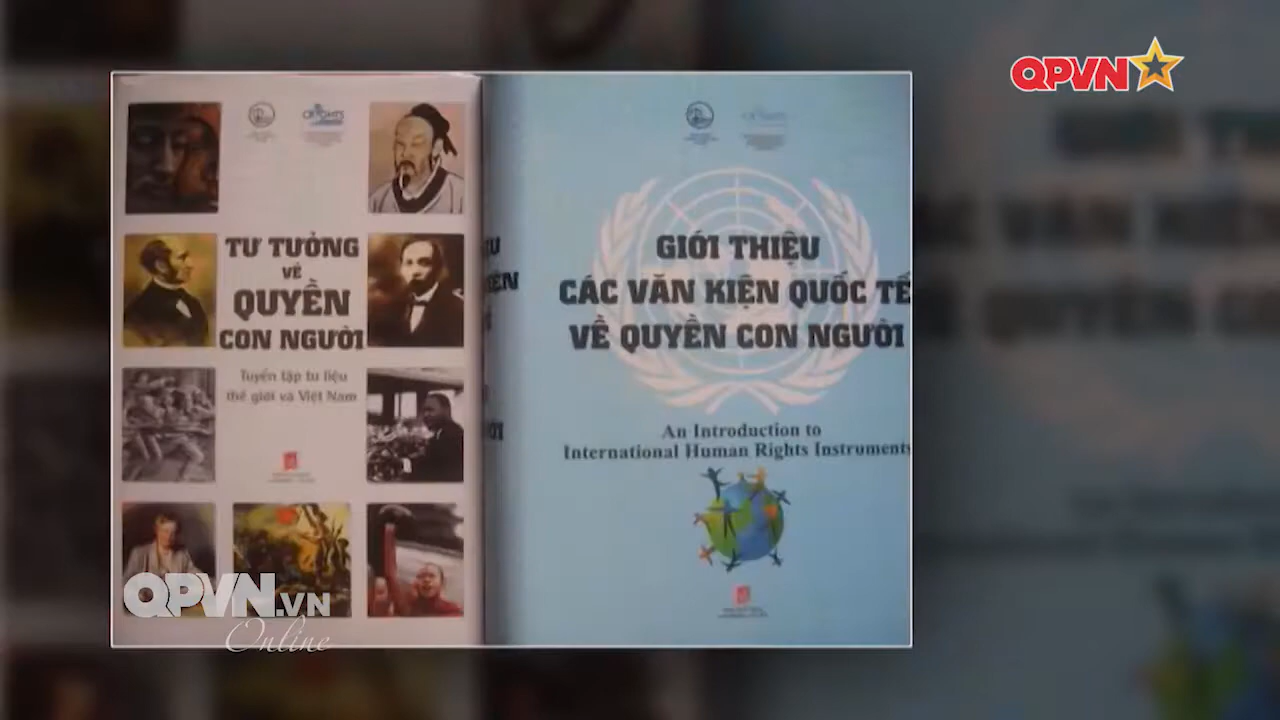 QPVN
TƯ TƯỞNG
VỀ
QUYỀN
CON NGƯỜI
Tuyển tập tư liệu
thế giới và Việt Nam
GIỚI THIỆU
CÁC VĂN KIỆN QUỐC TẾ
VỀ QUYỀN CON NGƯỜI
An Introduction to
International Human Rights Instruments
QPVN.VN
Online